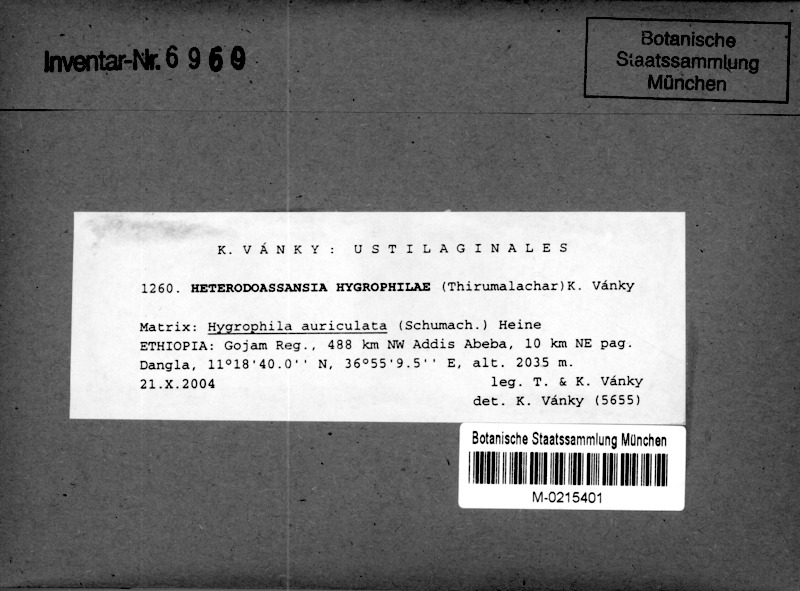 Inventar-Nr. 6969
Botanische
Staatssammlung
München
K. VÁNKY: USTILAGINALES
1260. HETERODOASSANSIA HYGROPHILAE (Thirumalachar)K. Vánky
Matrix: Hygrophila auriculata (Schumach.) Heine
ETHIOPIA: Gojam Reg., 488 km NW Addis Abeba, 10 km NE pag.
Dangla, 11°18'40.0'' N, 36°55'9.5'' E, alt. 2035 m.
21.X.2004 leg. T. & K. Vánky
det. K. Vánky (5655)
Botanische Staatssammlung München
M-0215401